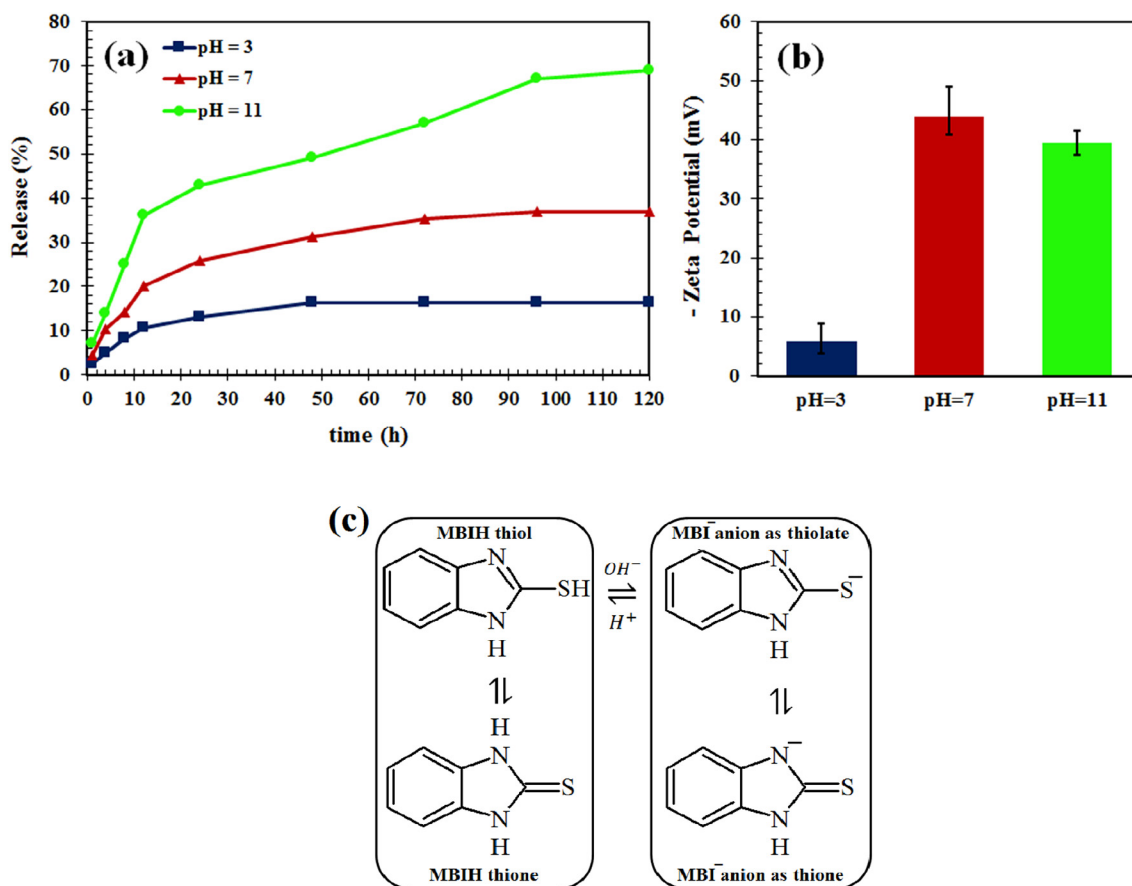 (a)
pH = 3
pH = 7
pH = 11
Release (%)
80
70
60
50
40
30
20
10
0
0 10 20 30 40 50 60 70 80 90 100 110 120
time (h)
(b)
- Zeta Potential (mV)
60
50
40
30
20
10
0
pH=3 pH=7 pH=11
(c)
MBIH thiol
N
SH
N
H
OH⁻
H⁺
MBI⁻ anion as thiolate
N
S⁻
N
H
H
N
S
N
H
MBIH thione
N⁻
S
N
H
MBI⁻ anion as thione